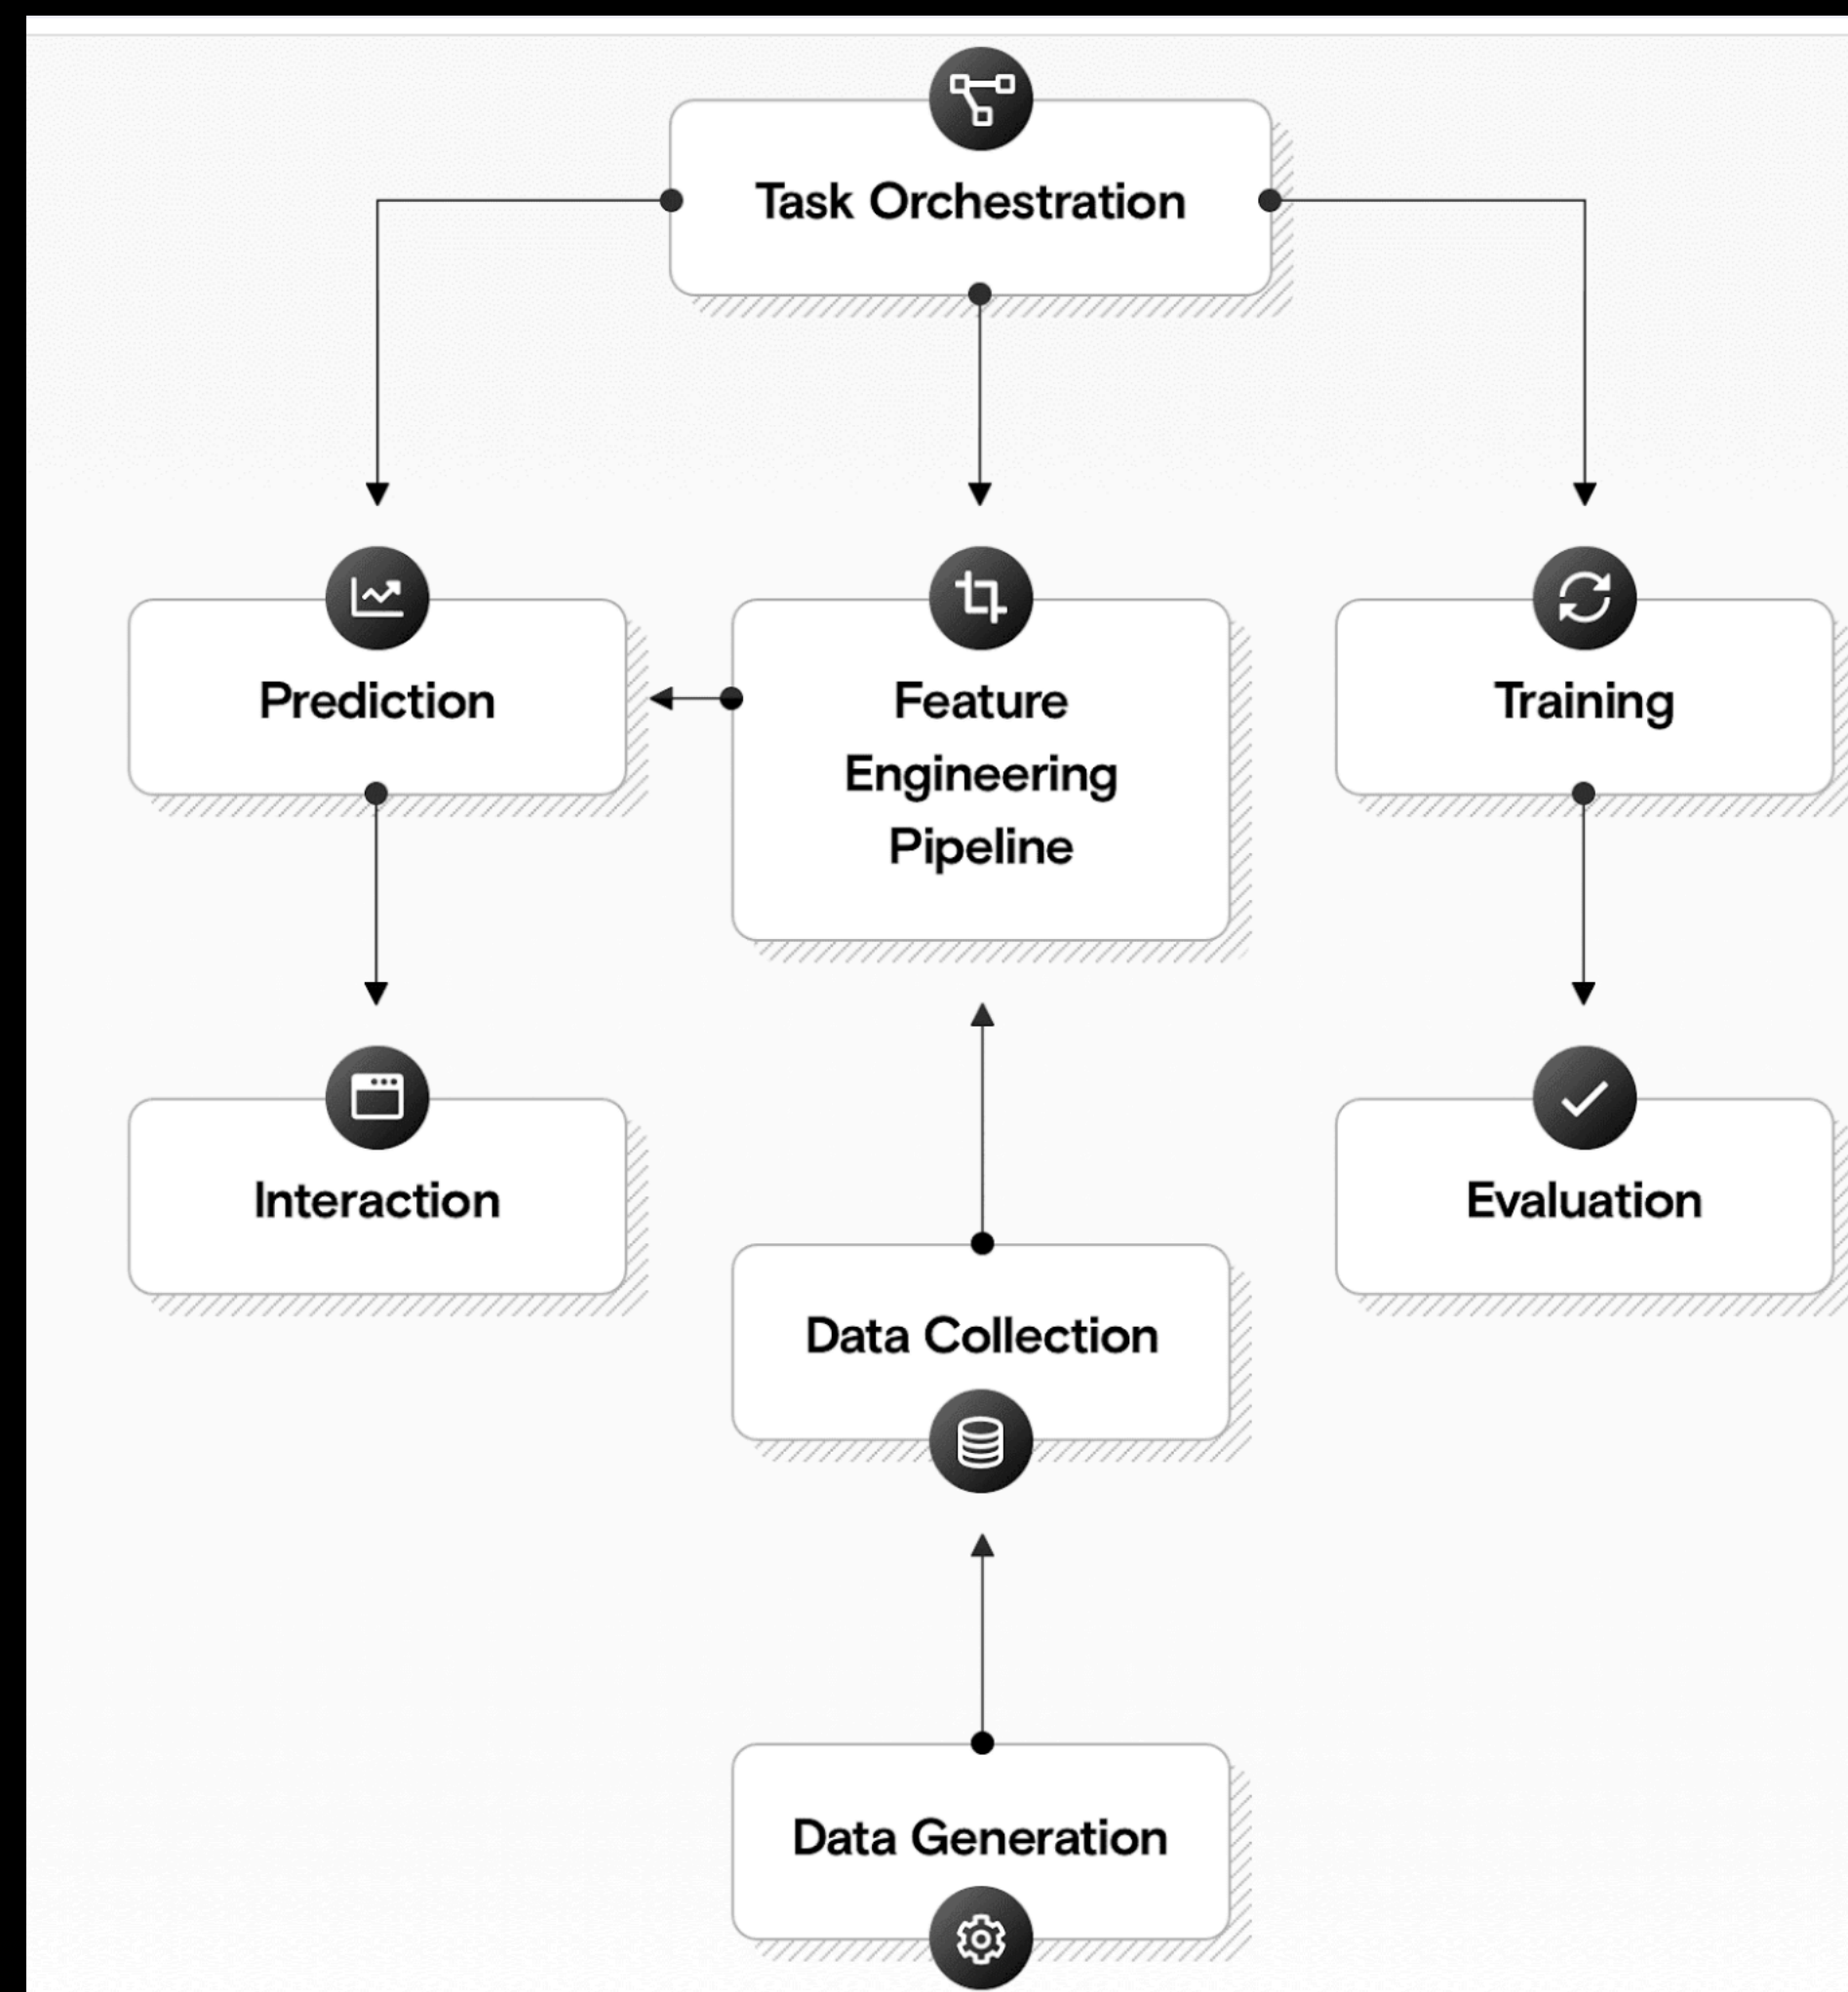 Task Orchestration
Prediction
Feature
Engineering
Pipeline
Training
Interaction
Evaluation
Data Collection
Data Generation